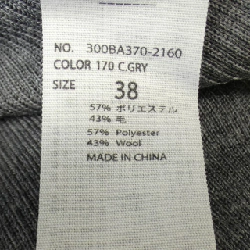 NO. 300BA370-2160
COLOR 170 C.GRY
SIZE 38
57% ポリエステル
43% 毛
57% Polyester
43% Wool
MADE IN CHINA